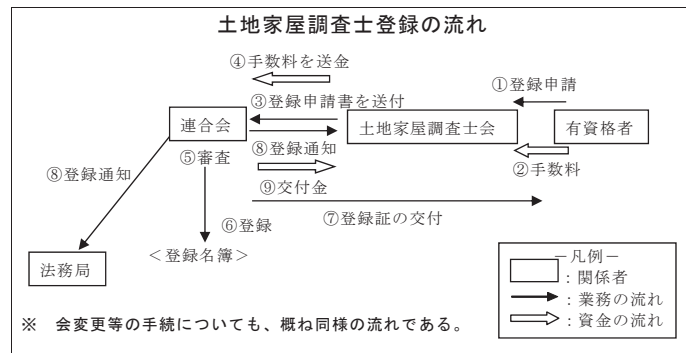 土地家屋調査士登録の流れ
④手数料を送金
①登録申請
③登録申請書を送付
連合会
土地家屋調査士会
有資格者
⑤審査
⑧登録通知
②手数料
⑧登録通知
⑨交付金
⑦登録証の交付
⑥登録
＜登録名簿＞
法務局
－凡例－
：関係者
：業務の流れ
：資金の流れ
※　会変更等の手続についても、概ね同様の流れである。